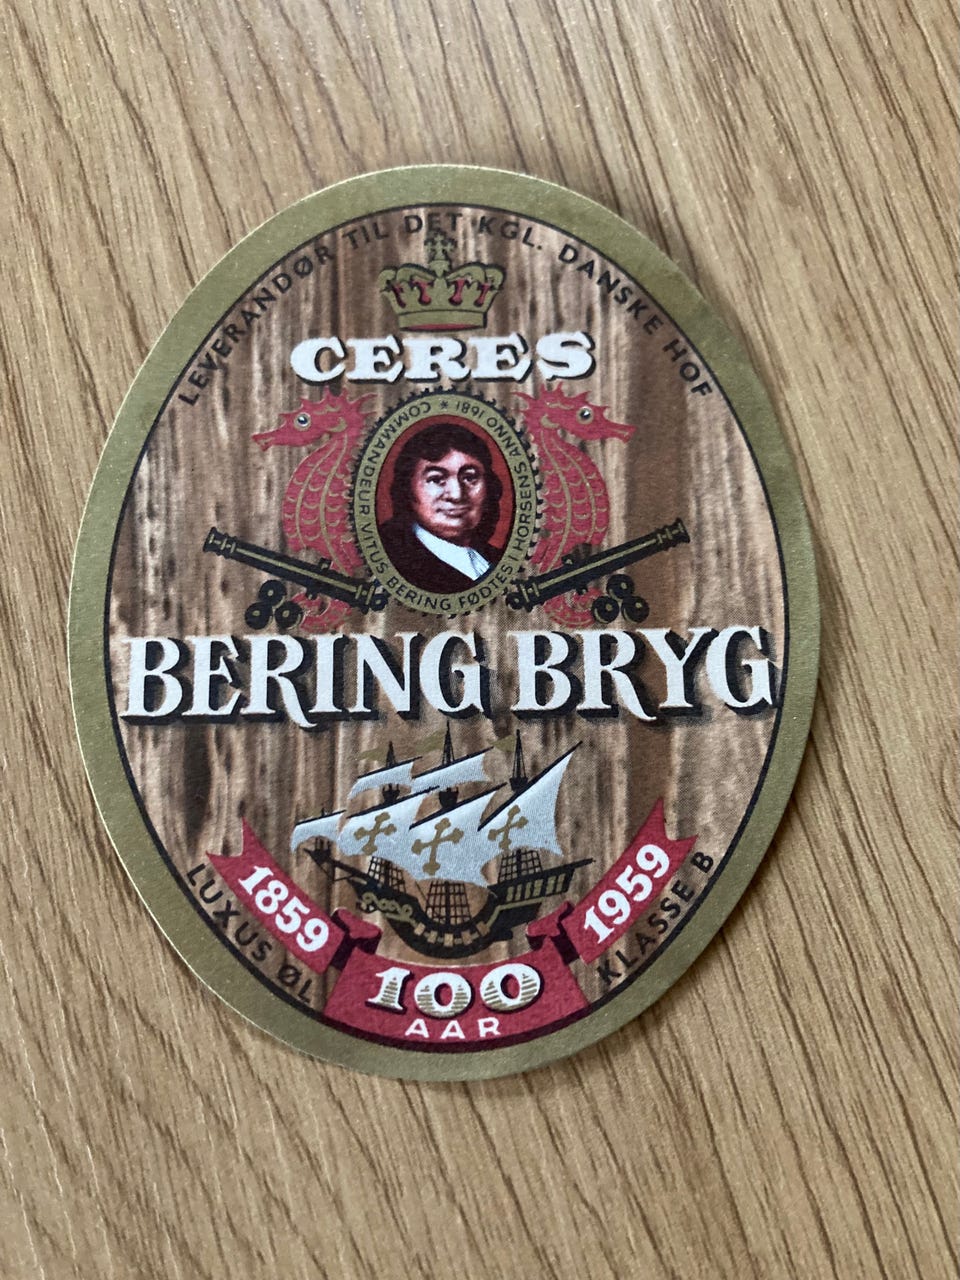 LEVERANDØR TIL DET KGL. DANSKE HOF
CERES
COMMANDEUR VITUS BERING FØDTES I HORSENS ANNO 1681 *
BERING BRYG
1859 1959
LUXUS ØL KLASSE B
100
AAR